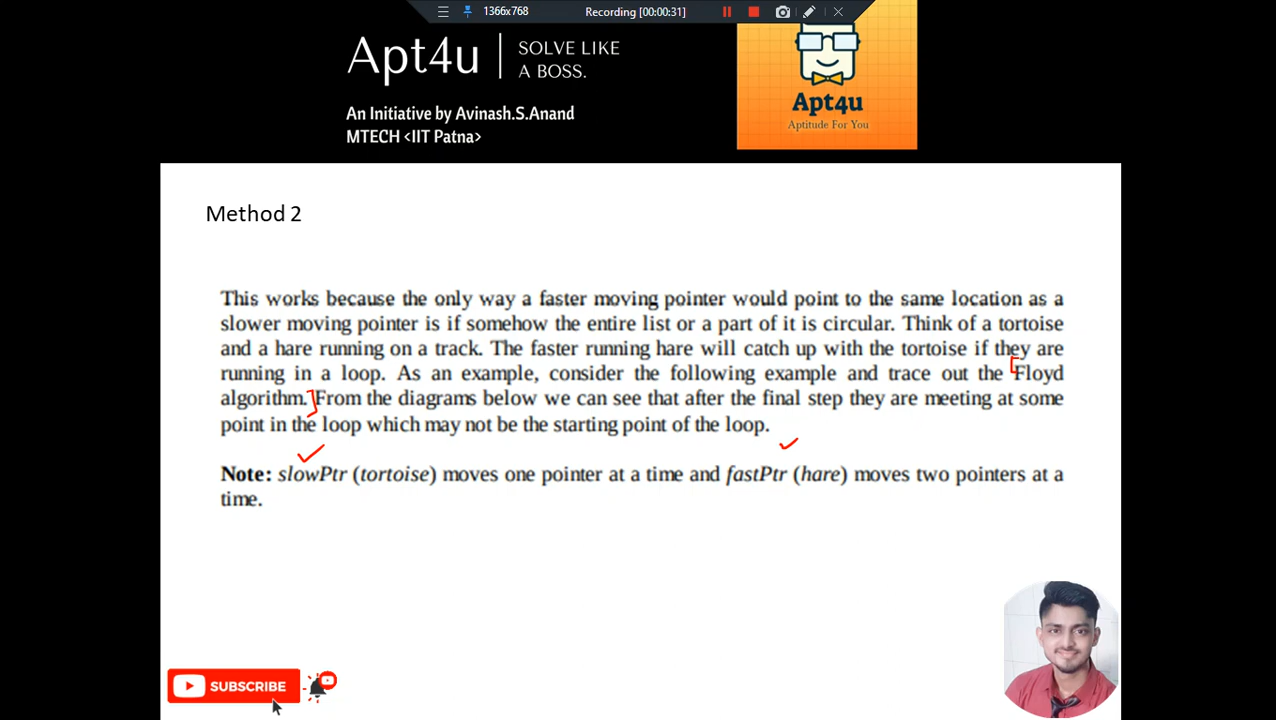 1366x768
Recording [00:00:31]
Apt4u
SOLVE LIKE
A BOSS.
An Initiative by Avinash.S.Anand
MTECH <IIT Patna>
Apt4u
Aptitude For You
Method 2
This works because the only way a faster moving pointer would point to the same location as a
slower moving pointer is if somehow the entire list or a part of it is circular. Think of a tortoise
and a hare running on a track. The faster running hare will catch up with the tortoise if they are
running in a loop. As an example, consider the following example and trace out the Floyd
algorithm. From the diagrams below we can see that after the final step they are meeting at some
point in the loop which may not be the starting point of the loop.
Note: slowPtr (tortoise) moves one pointer at a time and fastPtr (hare) moves two pointers at a
time.
SUBSCRIBE